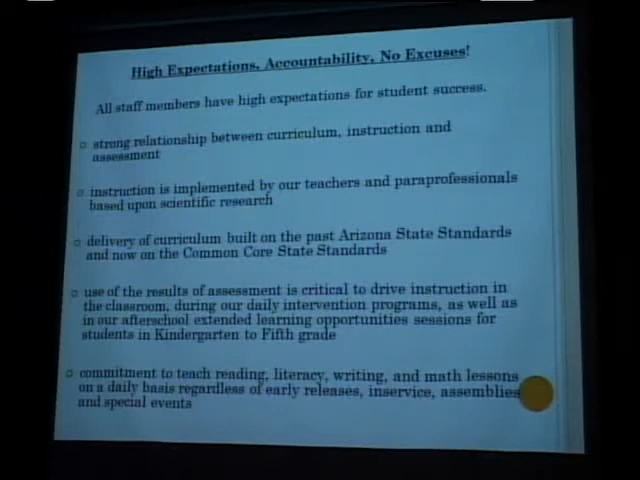 High Expectations, Accountability, No Excuses!
All staff members have high expectations for student success.
strong relationship between curriculum, instruction and
assessment
instruction is implemented by our teachers and paraprofessionals
based upon scientific research
delivery of curriculum built on the past Arizona State Standards
and now on the Common Core State Standards
use of the results of assessment is critical to drive instruction in
the classroom, during our daily intervention programs, as well as
in our afterschool extended learning opportunities sessions for
students in Kindergarten to Fifth grade
commitment to teach reading, literacy, writing, and math lessons
on a daily basis regardless of early releases, inservice, assemblies
and special events